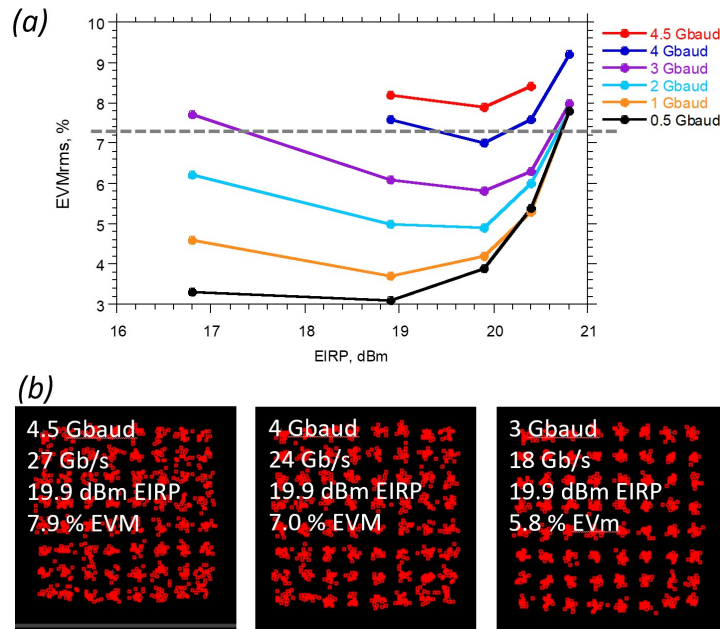 (a)
10
9
8
7
6
5
4
3
EVMrms, %
16 17 18 19 20 21
EIRP, dBm
4.5 Gbaud
4 Gbaud
3 Gbaud
2 Gbaud
1 Gbaud
0.5 Gbaud
(b)
4.5 Gbaud
27 Gb/s
19.9 dBm EIRP
7.9 % EVM
4 Gbaud
24 Gb/s
19.9 dBm EIRP
7.0 % EVM
3 Gbaud
18 Gb/s
19.9 dBm EIRP
5.8 % EVm